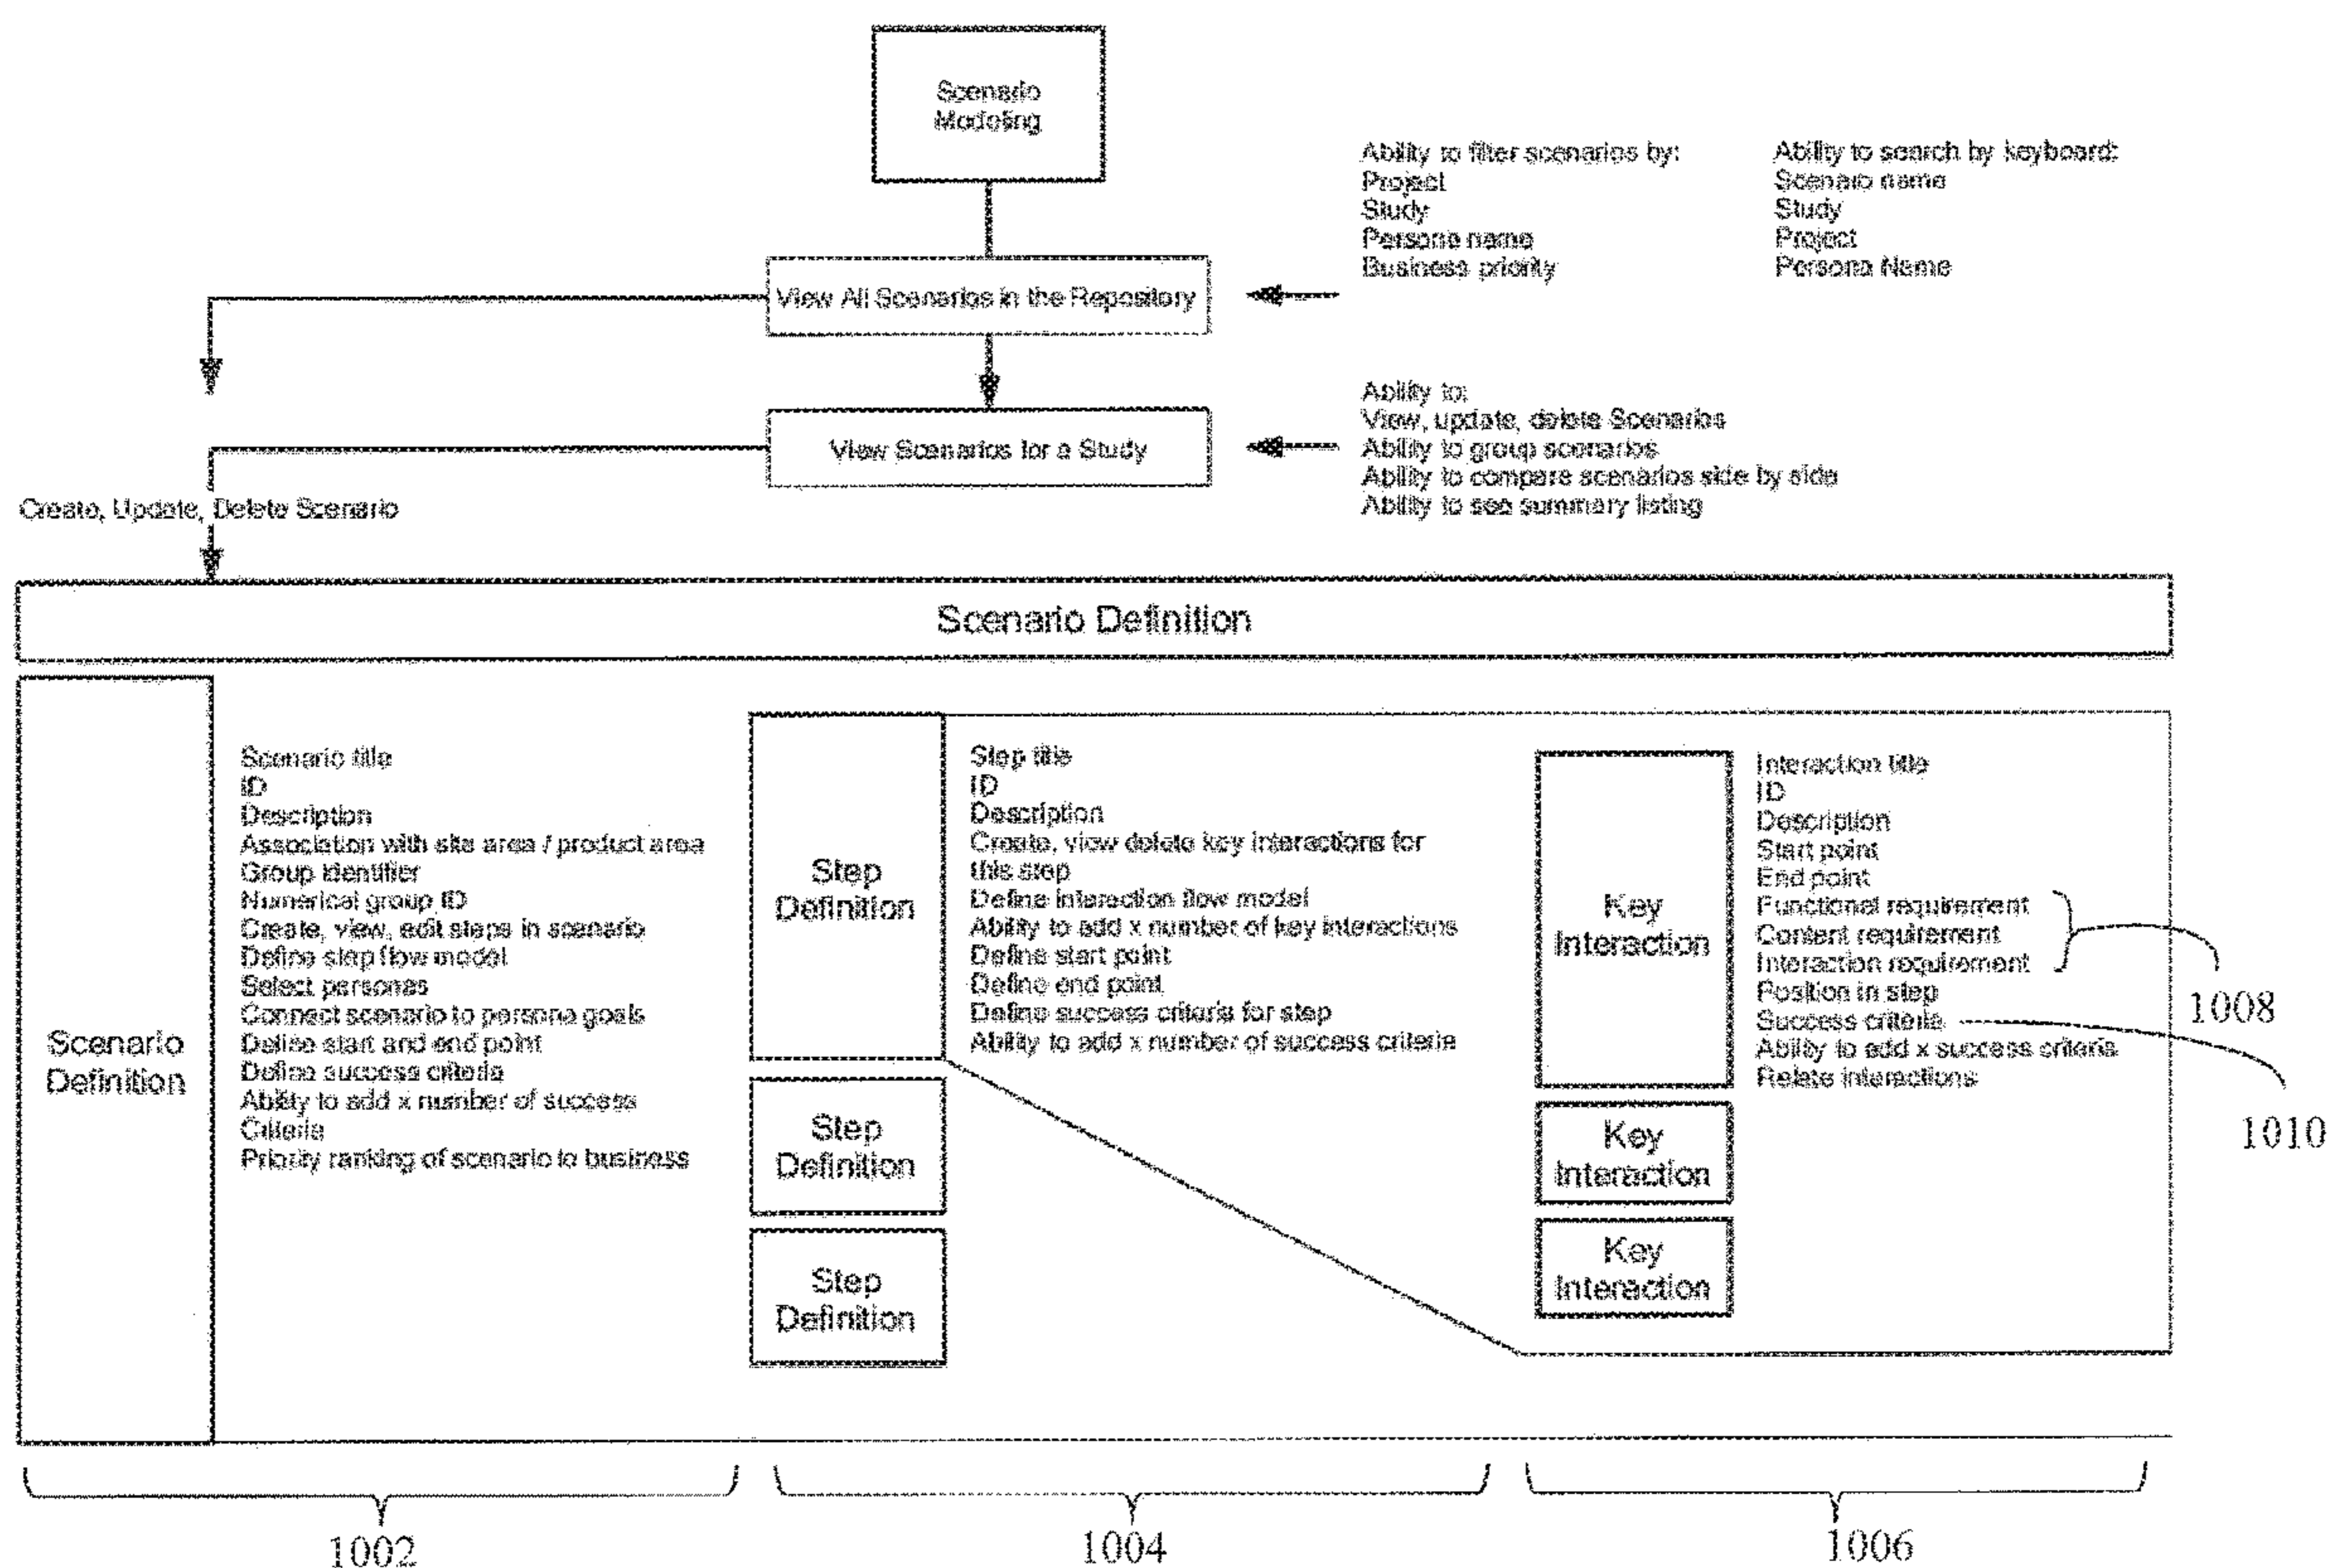 Scenario
Modeling
Ability to filter scenarios by:
Project
Study
Persona name
Business priority
Ability to search by keyboard:
Scenario name
Study
Project
Persona Name
View All Scenarios in the Repository
View Scenarios for a Study
Ability to:
View, update, delete Scenarios
Ability to group scenarios
Ability to compare scenarios side by side
Ability to see summary listing
Create, Update, Delete Scenario
Scenario Definition
Scenario
Definition
Scenario title
ID
Description
Association with site area / product area
Group identifier
Numerical group ID
Create, view, edit steps in scenario
Define step flow model
Select personas
Connect scenario to persona goals
Define start and end point
Define success criteria
Ability to add x number of success
Criteria
Priority ranking of scenario to business
Step
Definition
Step title
ID
Description
Create, view delete key interactions for
this step
Define interaction flow model
Ability to add x number of key interactions
Define start point
Define end point
Define success criteria for step
Ability to add x number of success criteria
Step
Definition
Step
Definition
Key
Interaction
Interaction title
ID
Description
Start point
End point
Functional requirement
Content requirement
Interaction requirement
Position in step
Success criteria
Ability to add x success criteria
Relate interactions
Key
Interaction
Key
Interaction
1008
1010
1002
1004
1006